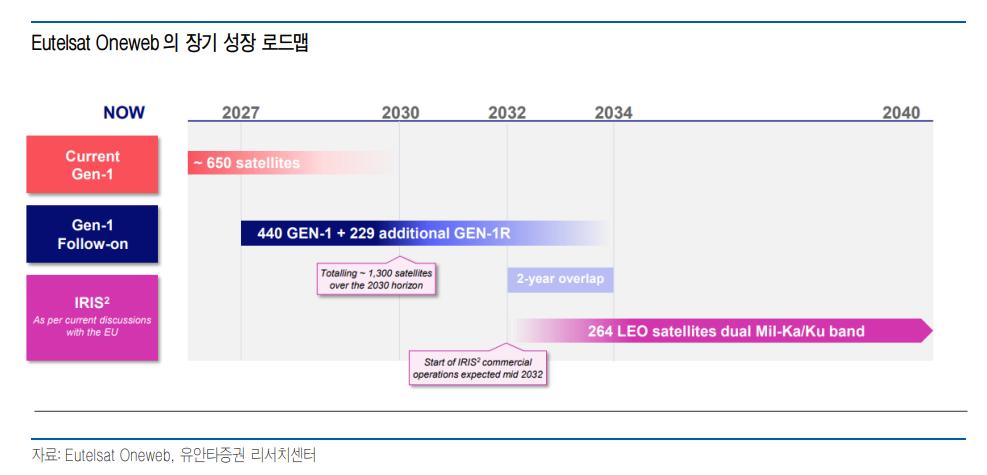 Eutelsat Oneweb의 장기 성장 로드맵
NOW
2027
2030
2032
2034
2040
Current
Gen-1
~ 650 satellites
Gen-1
Follow-on
440 GEN-1 + 229 additional GEN-1R
Totalling ~ 1,300 satellites
over the 2030 horizon
2-year overlap
IRIS²
As per current discussions
with the EU
264 LEO satellites dual Mil-Ka/Ku band
Start of IRIS² commercial
operations expected mid 2032
자료: Eutelsat Oneweb, 유안타증권 리서치센터